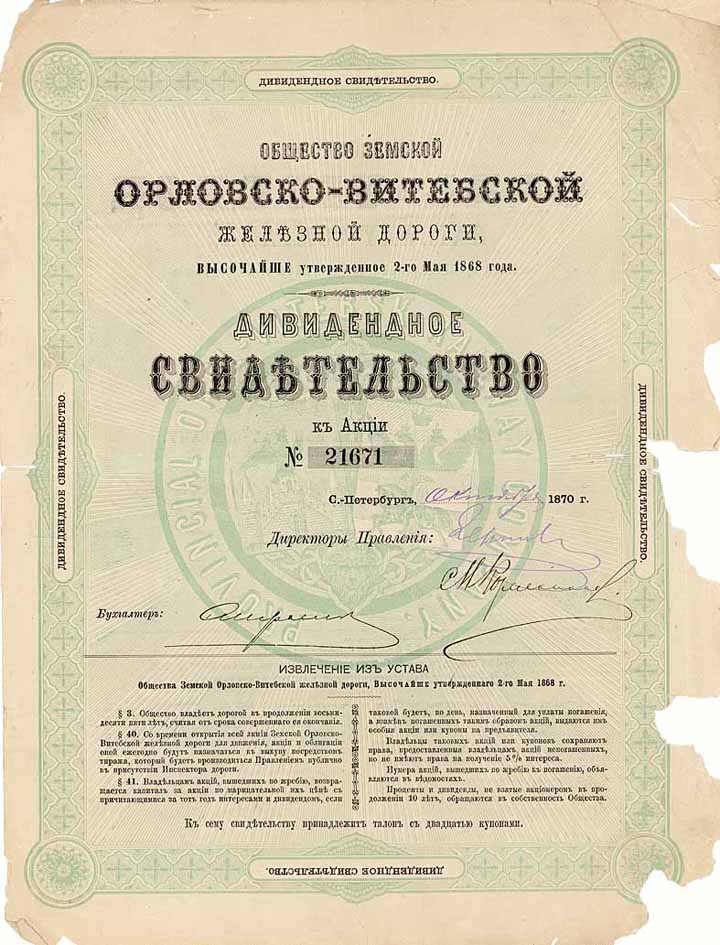 ДИВИДЕНДНОЕ СВИДѢТЕЛЬСТВО.
ОБЩЕСТВО ЗЕМСКОЙ
ОРЛОВСКО-ВИТЕБСКОЙ
ЖЕЛѢЗНОЙ ДОРОГИ,
ВЫСОЧАЙШЕ утвержденное 2-го Мая 1868 года.
ДИВИДЕНДНОЕ
СВИДѢТЕЛЬСТВО
къ Акціи
№ 21671
С.-Петербургъ, Октябрь 1870 г.
Директоры Правленія:
Бухгалтеръ:
ДИВИДЕНДНОЕ СВИДѢТЕЛЬСТВО.
ДИВИДЕНДНОЕ СВИДѢТЕЛЬСТВО.
PROVINCIAL O WAY COMPANY.
ИЗВЛЕЧЕНІЕ ИЗЪ УСТАВА
Общества Земской Орловско-Витебской желѣзной дороги, Высочайше утвержденнаго 2-го Мая 1868 г.
§ 3. Общество владѣетъ дорогой въ продолженіи восьми-
десяти пяти лѣтъ, считая отъ срока совершеннаго ея окончанія.
§ 40. Со времени открытія всей линіи Земской Орловско-
Витебской желѣзной дороги для движенія, акціи и облигаціи
оной ежегодно будутъ назначаться къ выкупу посредствомъ
тиража, который будетъ производиться Правленіемъ публично
въ присутствіи Инспектора дороги.
§ 41. Владѣльцамъ акцій, вышедшихъ по жребію, возвра-
щается капиталъ за акціи по нарицательной ихъ цѣнѣ съ
причитающимися за тотъ годъ интересами и дивидендомъ, если
таковой будетъ, по день, назначенный для уплаты погашенія,
а взамѣнъ погашенныхъ такимъ образомъ акцій, выдаются имъ
особыя акціи или купоны на предъявителя.
Владѣльцы таковыхъ акцій или купоновъ сохраняютъ
права, предоставленныя владѣльцамъ акцій непогашенныхъ,
но не имѣютъ права на полученіе 5% интереса.
Нумера акцій, вышедшихъ по жребію къ погашенію, объяв-
ляются въ вѣдомостяхъ.
Проценты и дивиденды, не взятые акціонеромъ въ про-
долженіи 10 лѣтъ, обращаются въ собственность Общества.
Къ сему свидѣтельству принадлежитъ талонъ съ двадцатью купонами.
ДИВИДЕНДНОЕ СВИДѢТЕЛЬСТВО.